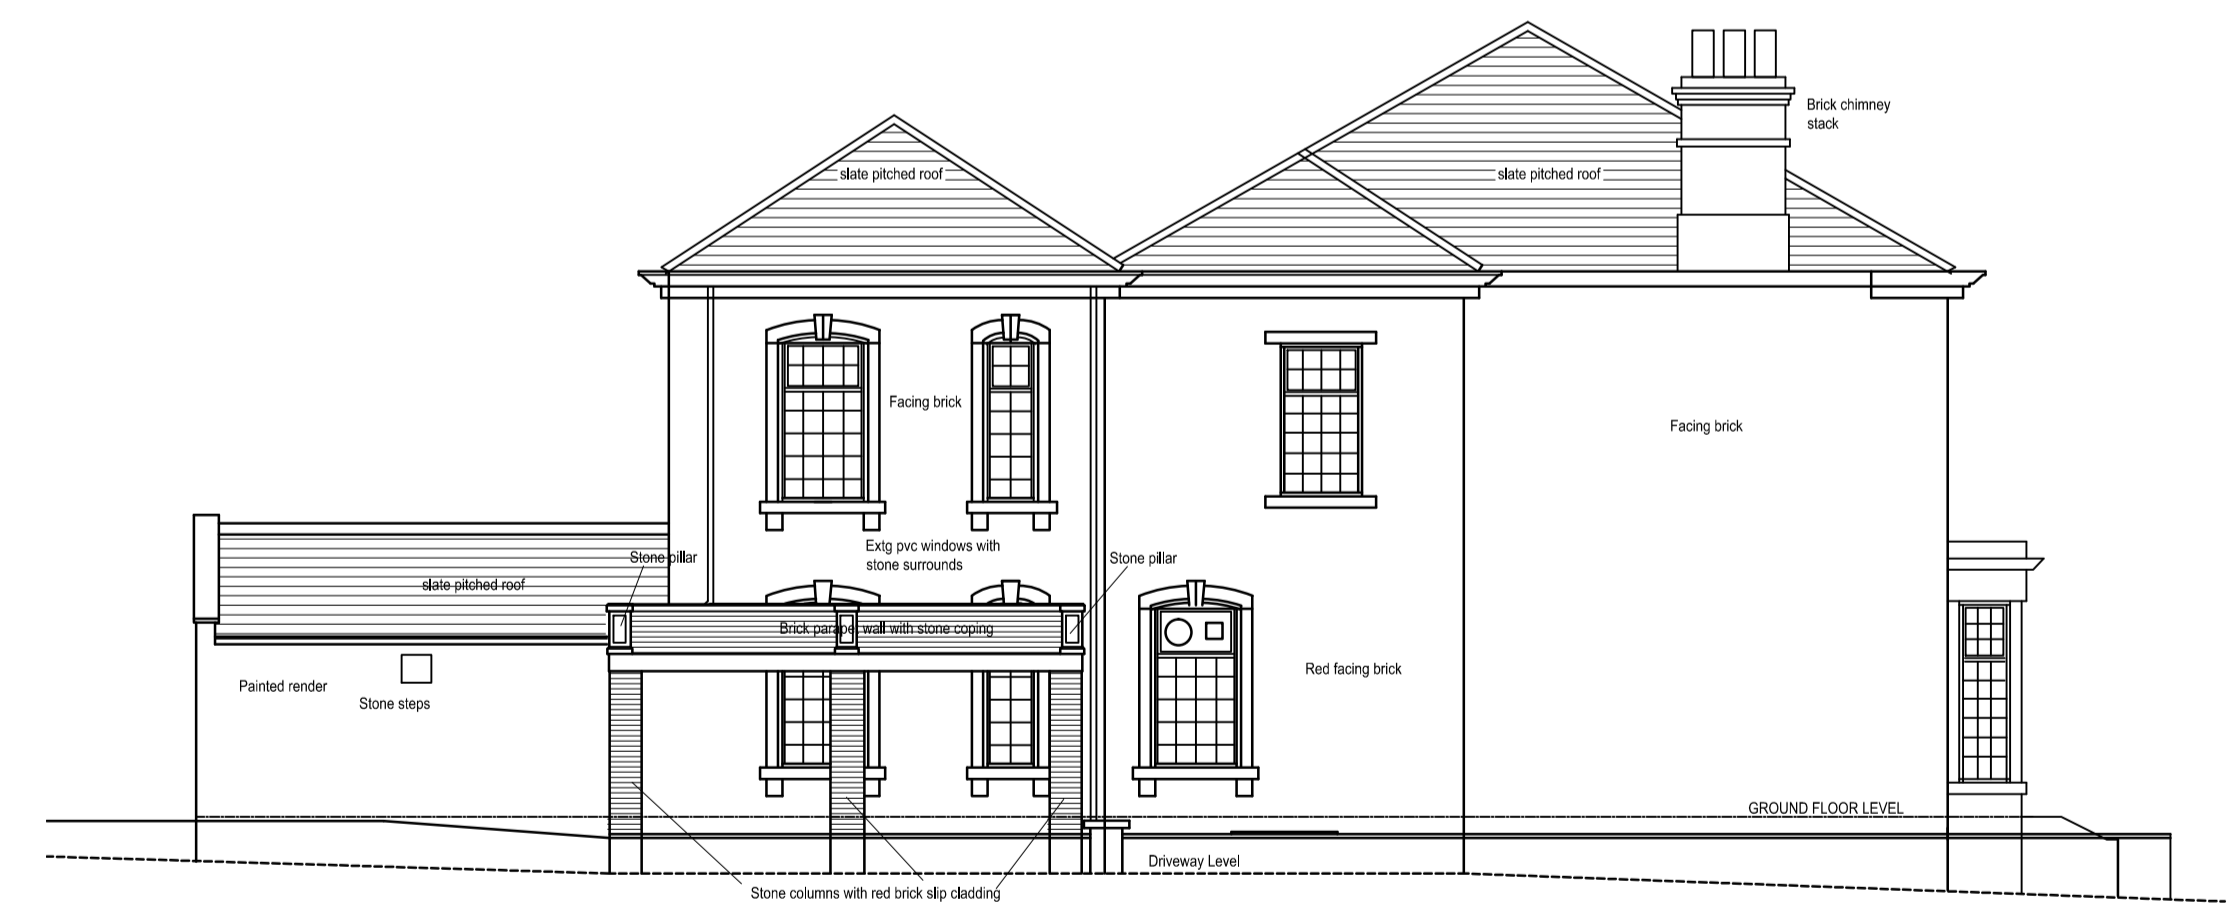 Brick chimney
stack
slate pitched roof
slate pitched roof
Facing brick
Facing brick
Extg pvc windows with
stone surrounds
Stone pillar
Stone pillar
slate pitched roof
Brick parapet wall with stone coping
Red facing brick
Painted render
Stone steps
GROUND FLOOR LEVEL
Driveway Level
Stone columns with red brick slip cladding